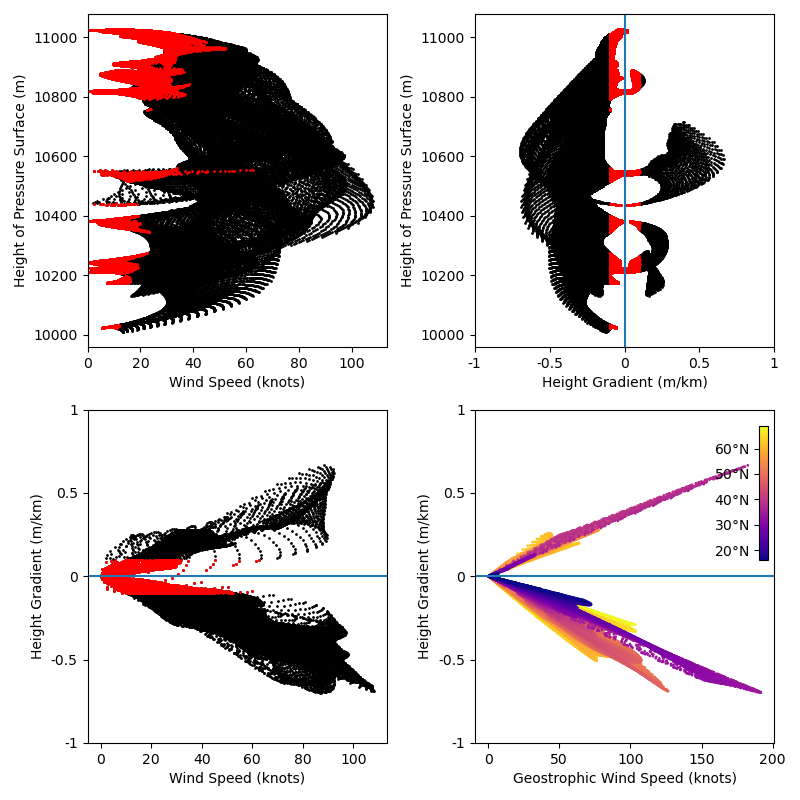 Height of Pressure Surface (m)
11000
10800
10600
10400
10200
10000
0 20 40 60 80 100
Wind Speed (knots)
Height of Pressure Surface (m)
11000
10800
10600
10400
10200
10000
-1 -0.5 0 0.5 1
Height Gradient (m/km)
Height Gradient (m/km)
1
0.5
0
-0.5
-1
0 20 40 60 80 100
Wind Speed (knots)
Height Gradient (m/km)
1
0.5
0
-0.5
-1
60°N
50°N
40°N
30°N
20°N
0 50 100 150 200
Geostrophic Wind Speed (knots)